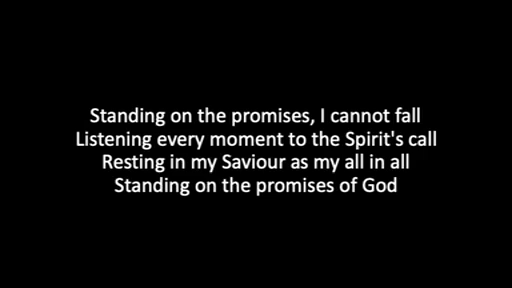 Standing on the promises, I cannot fall
Listening every moment to the Spirit's call
Resting in my Saviour as my all in all
Standing on the promises of God